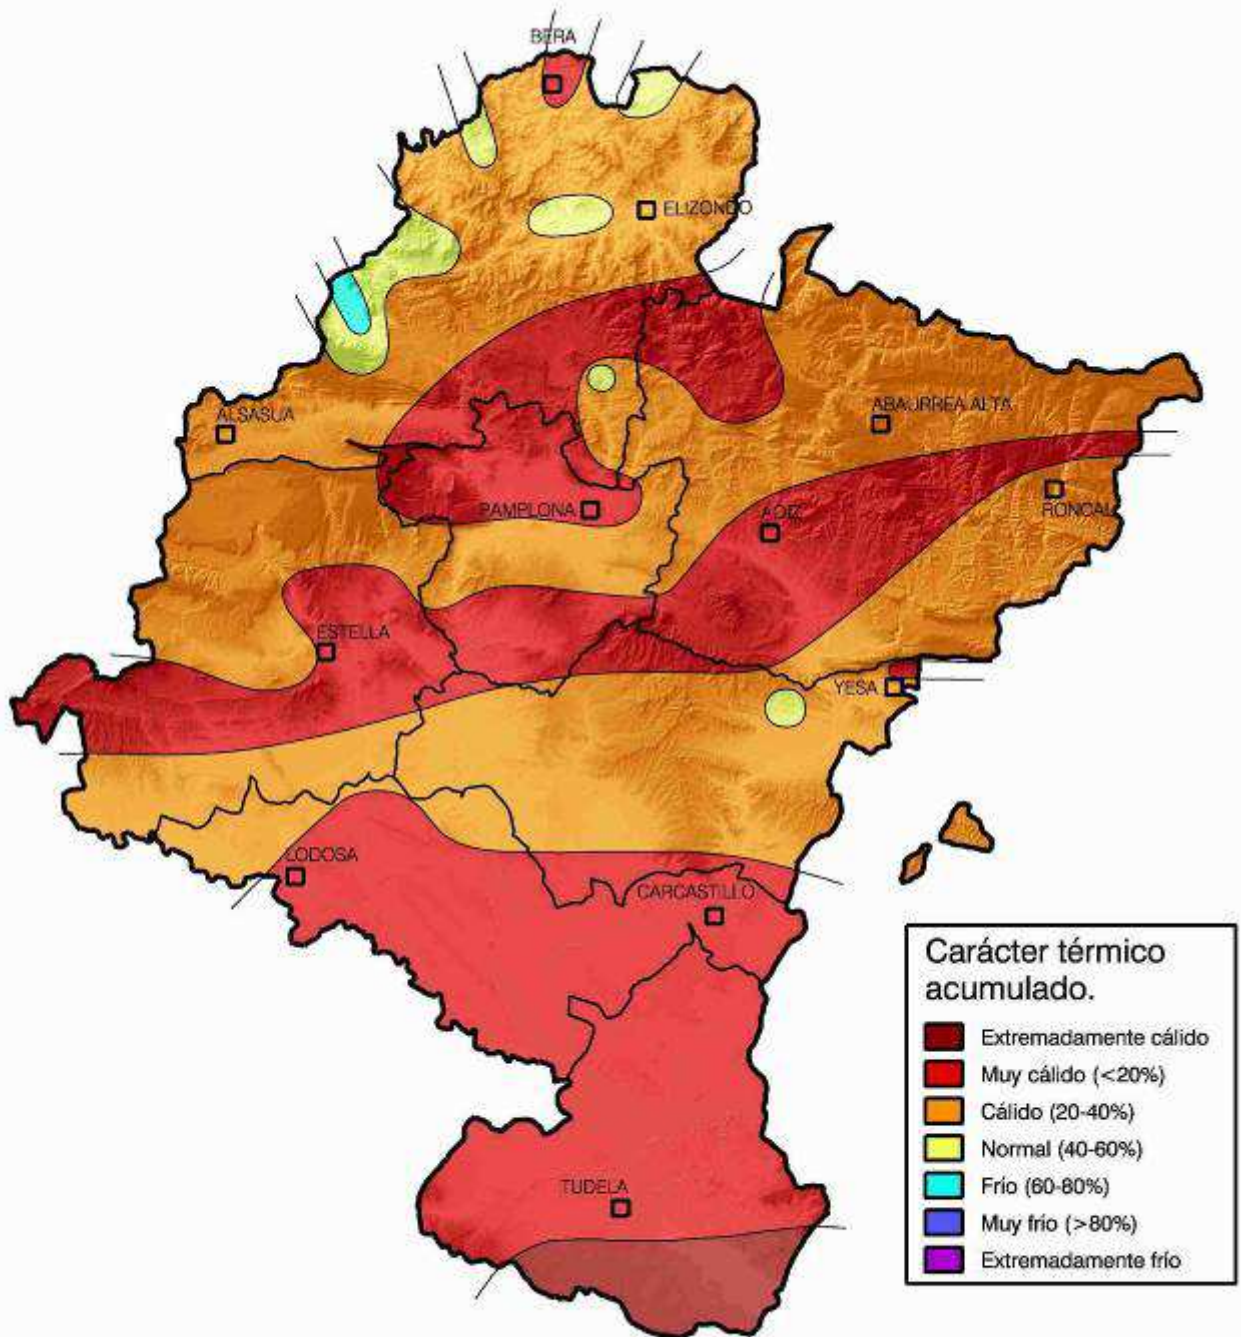 BERA
ELIZONDO
ALSASUA
ABAURREA ALTA
PAMPLONA
AOIZ
RONCAL
ESTELLA
YESA
LODOSA
CARCASTILLO
TUDELA
Carácter térmico
acumulado.
Extremadamente cálido
Muy cálido (<20%)
Cálido (20-40%)
Normal (40-60%)
Frío (60-80%)
Muy frío (>80%)
Extremadamente frío